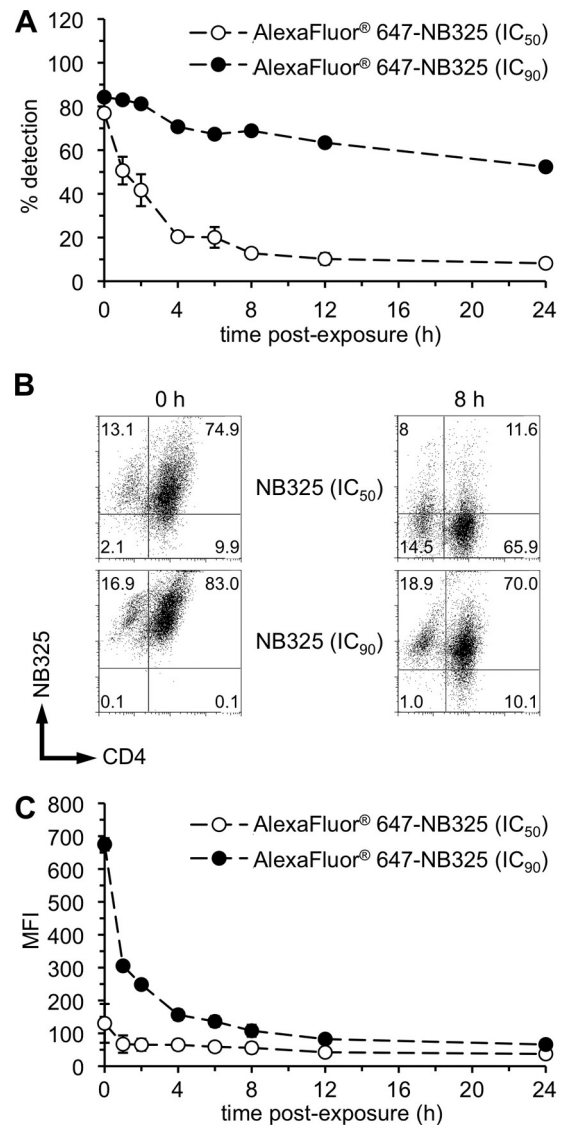 A
120
100
80
60
40
20
0
% detection
AlexaFluor® 647-NB325 (IC50)
AlexaFluor® 647-NB325 (IC90)
0 4 8 12 16 20 24
time post-exposure (h)
B
0 h 8 h
13.1 74.9
2.1 9.9
NB325 (IC50)
8 11.6
14.5 65.9
16.9 83.0
0.1 0.1
NB325 (IC90)
18.9 70.0
1.0 10.1
NB325
CD4
C
800
700
600
500
400
300
200
100
0
MFI
AlexaFluor® 647-NB325 (IC50)
AlexaFluor® 647-NB325 (IC90)
0 4 8 12 16 20 24
time post-exposure (h)